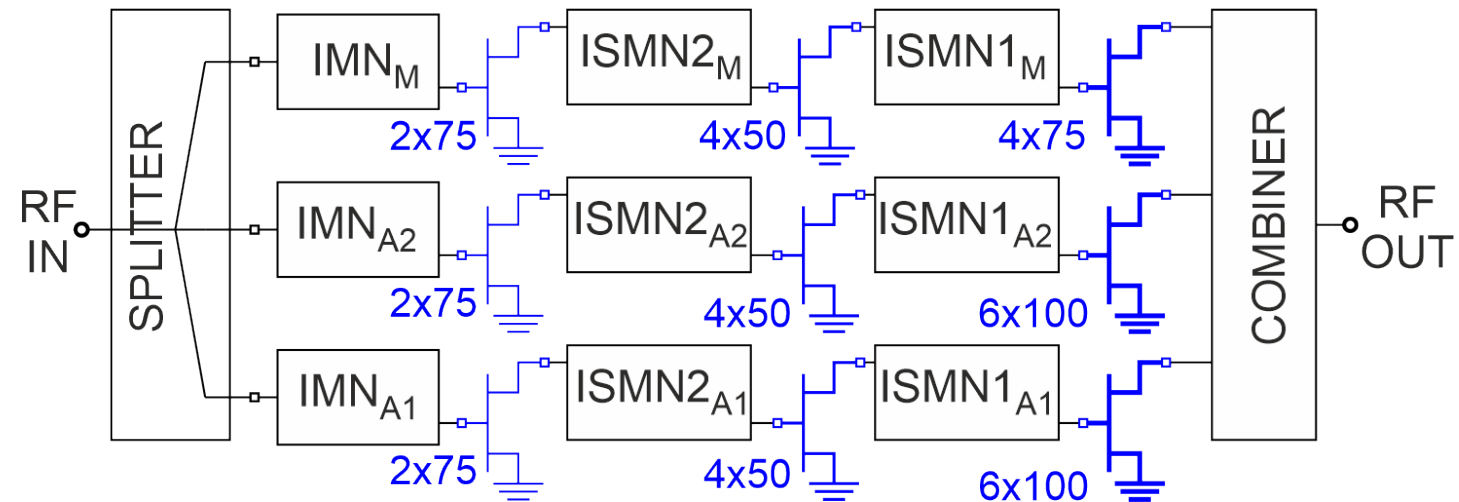 IMN_M
ISMN2_M
ISMN1_M
2x75
4x50
4x75
SPLITTER
RF
IN
IMN_A2
ISMN2_A2
ISMN1_A2
2x75
4x50
6x100
COMBINER
RF
OUT
IMN_A1
ISMN2_A1
ISMN1_A1
2x75
4x50
6x100